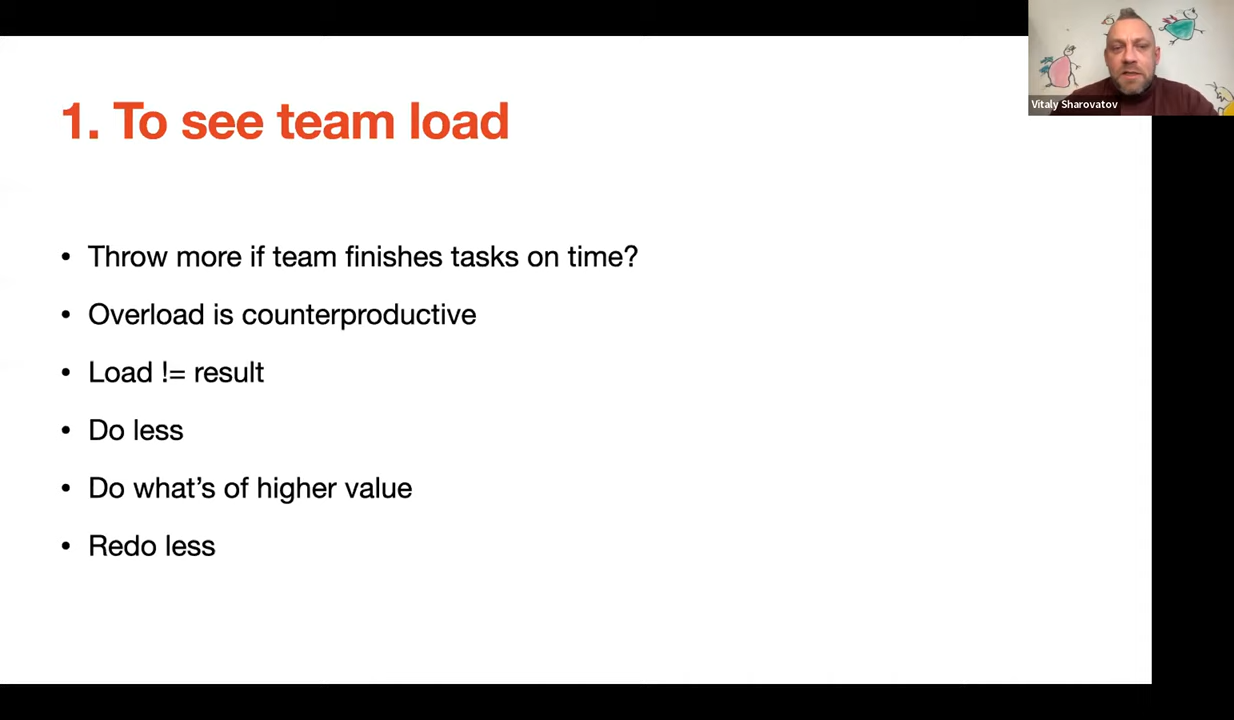 1. To see team load
• Throw more if team finishes tasks on time?
• Overload is counterproductive
• Load != result
• Do less
• Do what’s of higher value
• Redo less
Vitaly Sharovatov